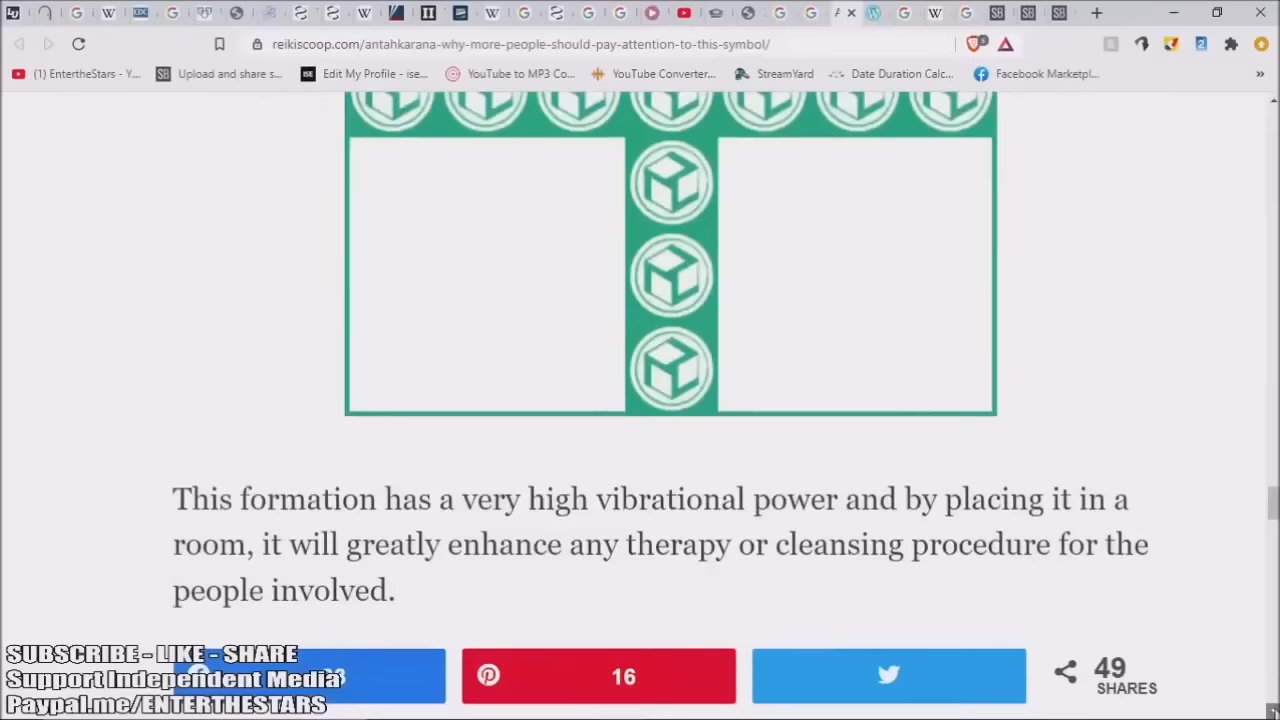 reikiscoop.com/antahkarana-why-more-people-should-pay-attention-to-this-symbol/
(1) EntertheStars - Y...
Upload and share s...
ISE
Edit My Profile - ise...
YouTube to MP3 Co...
YouTube Converter...
StreamYard
Date Duration Calc...
Facebook Marketpl...
This formation has a very high vibrational power and by placing it in a
room, it will greatly enhance any therapy or cleansing procedure for the
people involved.
16
49
SHARES
SUBSCRIBE - LIKE - SHARE
Support Independent Media
Paypal.me/ENTERTHESTARS